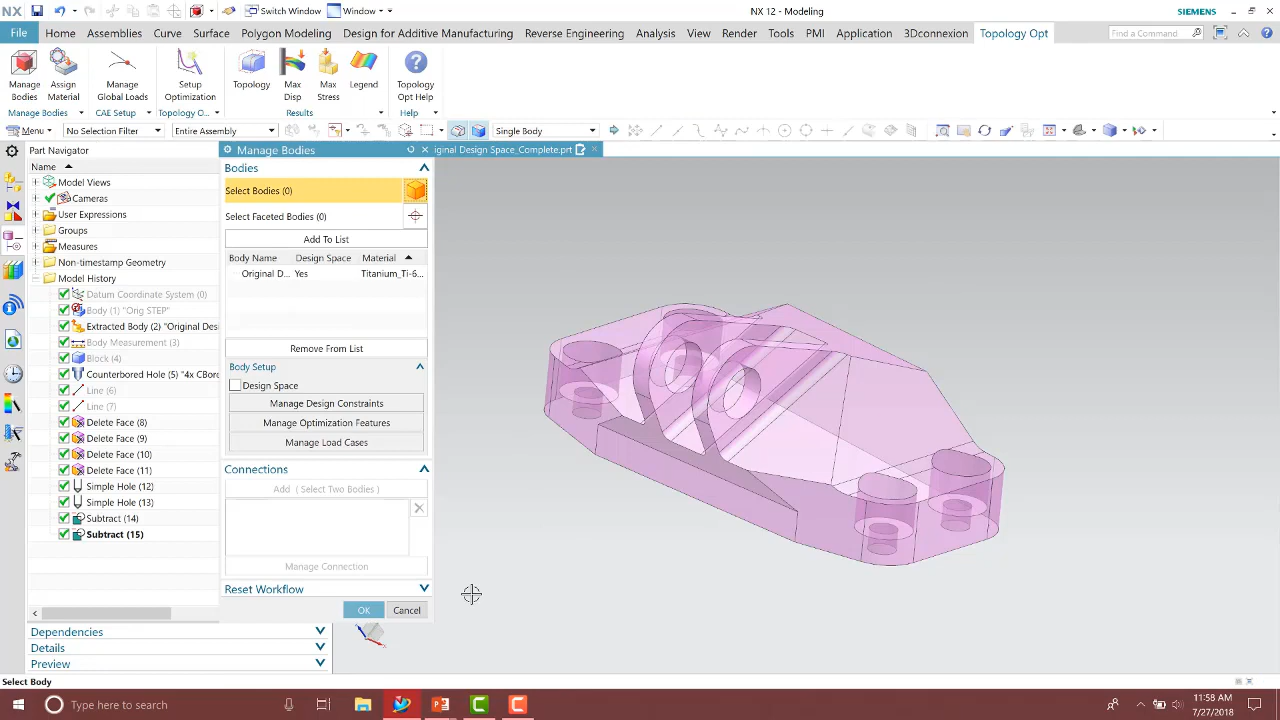 NX
Switch Window
Window
NX 12 - Modeling
SIEMENS
File
Home
Assemblies
Curve
Surface
Polygon Modeling
Design for Additive Manufacturing
Reverse Engineering
Analysis
View
Render
Tools
PMI
Application
3Dconnexion
Topology Opt
Find a Command
Manage Bodies
Assign Material
Manage Global Loads
Setup Optimization
Topology
Max Disp
Max Stress
Legend
Topology Opt Help
Manage Bodies
CAE Setup
Topology O...
Results
Help
Menu
No Selection Filter
Entire Assembly
Single Body
Part Navigator
Name
Model Views
Cameras
User Expressions
Groups
Measures
Non-timestamp Geometry
Model History
Datum Coordinate System (0)
Body (1) "Orig STEP"
Extracted Body (2) "Original Desi
Body Measurement (3)
Block (4)
Counterbored Hole (5) "4x CBor
Line (6)
Line (7)
Delete Face (8)
Delete Face (9)
Delete Face (10)
Delete Face (11)
Simple Hole (12)
Simple Hole (13)
Subtract (14)
Subtract (15)
Dependencies
Details
Preview
Manage Bodies
iginal Design Space_Complete.prt
Bodies
Select Bodies (0)
Select Faceted Bodies (0)
Add To List
Body Name
Design Space
Material
Original D...
Yes
Titanium_Ti-6...
Remove From List
Body Setup
Design Space
Manage Design Constraints
Manage Optimization Features
Manage Load Cases
Connections
Add ( Select Two Bodies )
Manage Connection
Reset Workflow
OK
Cancel
Select Body
Type here to search
11:58 AM
7/27/2018